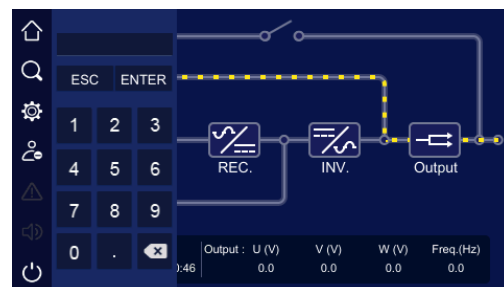 ESC ENTER
1 2 3
4 5 6
7 8 9
0 .
REC. INV. Output
Output : U (V) V (V) W (V) Freq.(Hz)
0:46 0.0 0.0 0.0 0.0